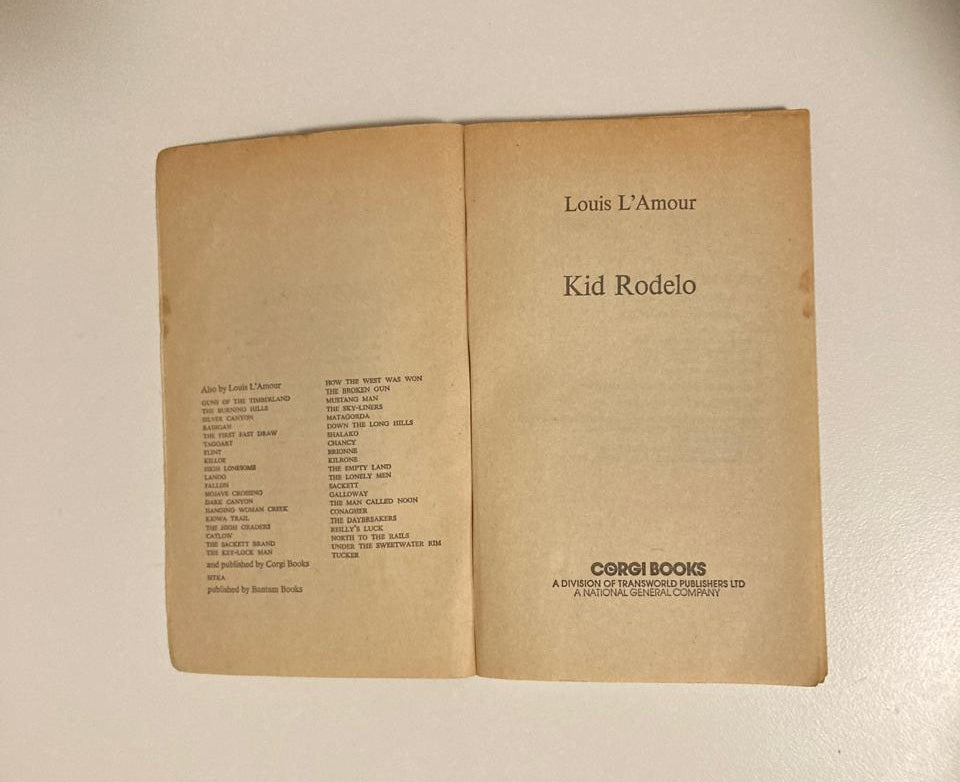 Also by Louis L'Amour
GUNS OF THE TIMBERLAND
THE BURNING HILLS
SILVER CANYON
RADIGAN
THE FIRST FAST DRAW
TAGGART
FLINT
KILLOE
HIGH LONESOME
LANDO
FALLON
MOJAVE CROSSING
DARK CANYON
HANGING WOMAN CREEK
KIOWA TRAIL
THE HIGH GRADERS
CATLOW
THE SACKETT BRAND
THE KEY-LOCK MAN
HOW THE WEST WAS WON
THE BROKEN GUN
MUSTANG MAN
THE SKY-LINERS
MATAGORDA
DOWN THE LONG HILLS
SHALAKO
CHANCY
BRIONNE
KILRONE
THE EMPTY LAND
THE LONELY MEN
SACKETT
GALLOWAY
THE MAN CALLED NOON
CONAGHER
THE DAYBREAKERS
REILLY'S LUCK
NORTH TO THE RAILS
UNDER THE SWEETWATER RIM
TUCKER
and published by Corgi Books
SITKA
published by Bantam Books
Louis L'Amour
Kid Rodelo
CORGI BOOKS
A DIVISION OF TRANSWORLD PUBLISHERS LTD
A NATIONAL GENERAL COMPANY